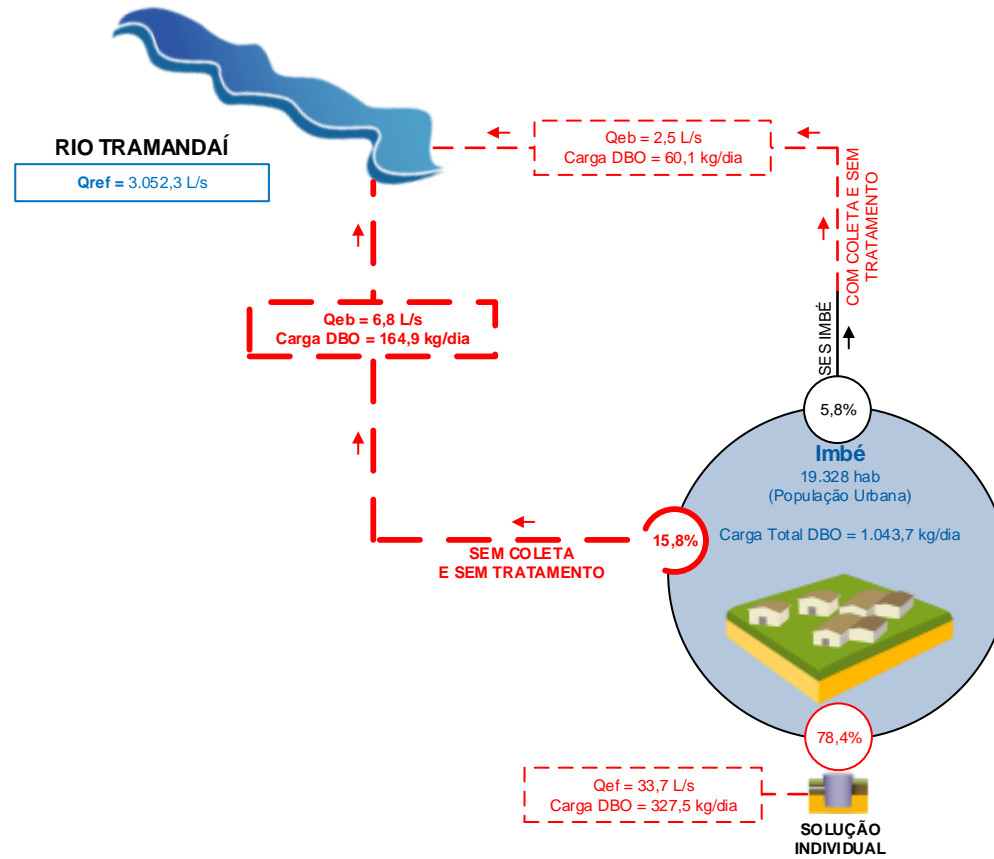 RIO TRAMANDAÍ
Qref = 3.052,3 L/s
Qeb = 2,5 L/s
Carga DBO = 60,1 kg/dia
COM COLETA E SEM
TRATAMENTO
Qeb = 6,8 L/s
Carga DBO = 164,9 kg/dia
SES IMBÉ
5,8%
Imbé
19.328 hab
(População Urbana)
Carga Total DBO = 1.043,7 kg/dia
15,8%
SEM COLETA
E SEM TRATAMENTO
78,4%
Qef = 33,7 L/s
Carga DBO = 327,5 kg/dia
SOLUÇÃO
INDIVIDUAL